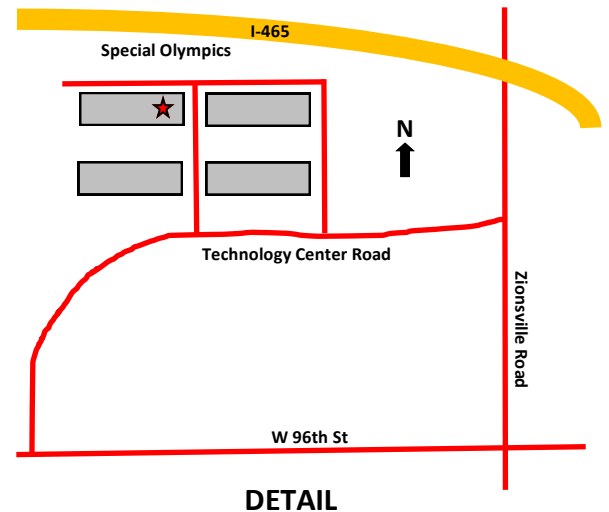 I-465
Special Olympics
N
Technology Center Road
Zionsville Road
W 96th St
DETAIL